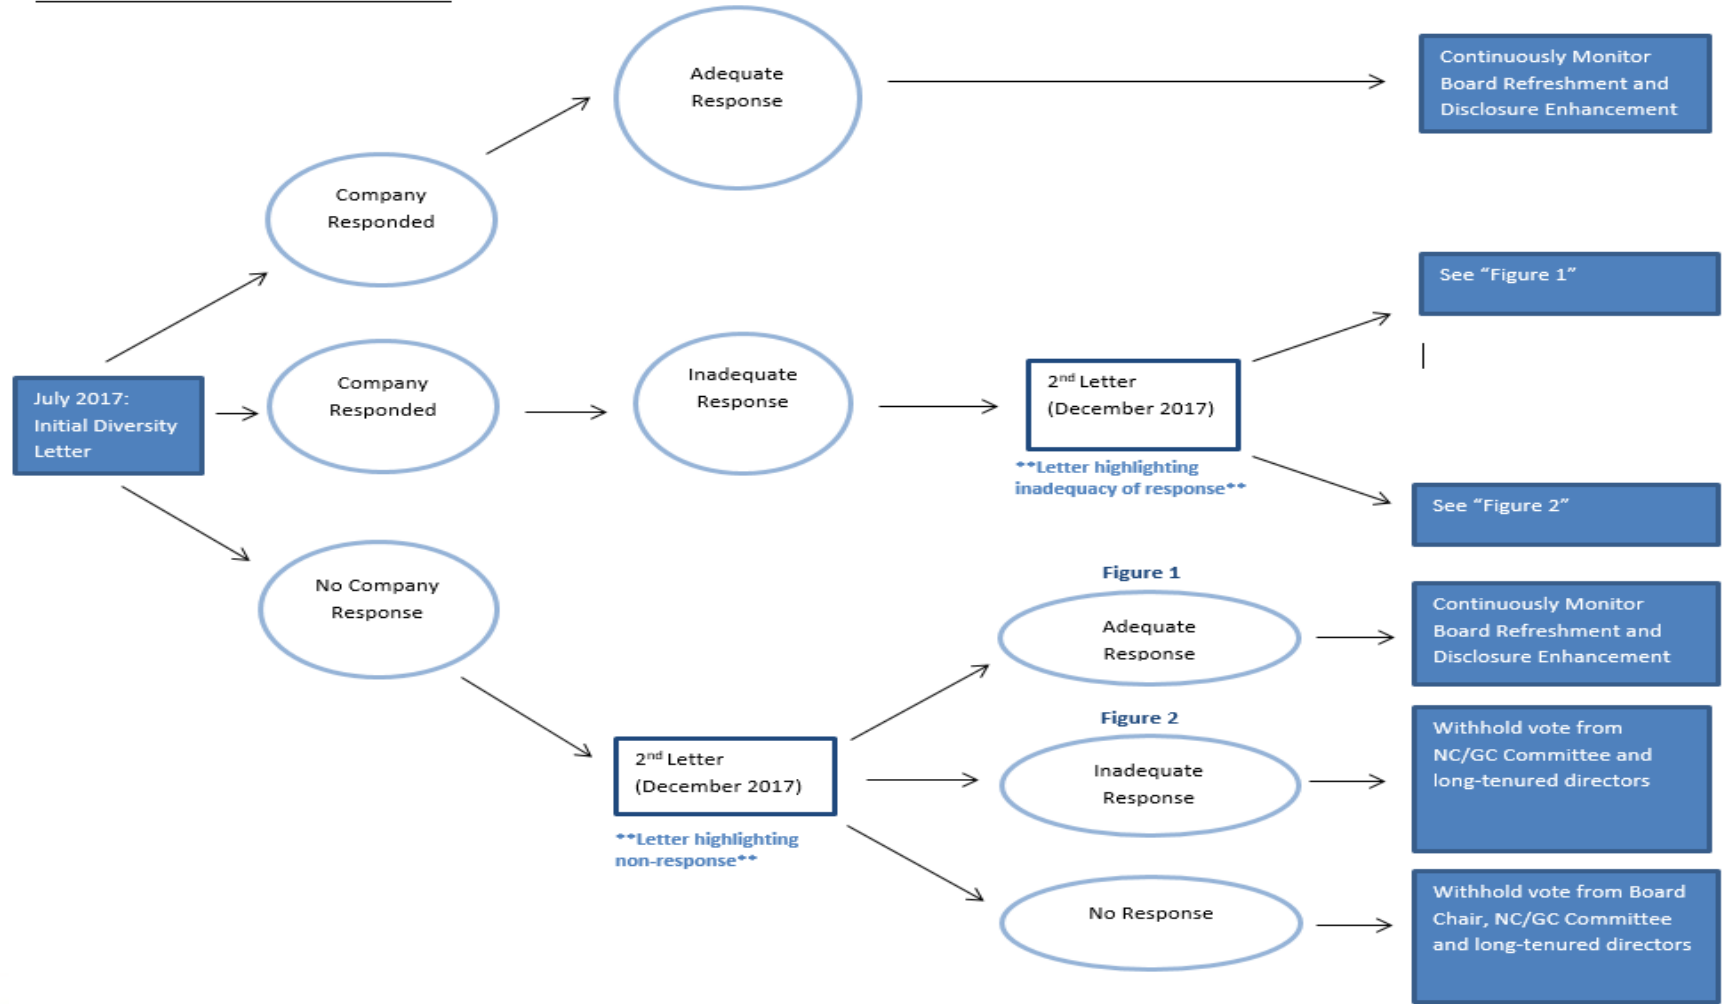 Adequate
Response
Continuously Monitor
Board Refreshment and
Disclosure Enhancement
Company
Responded
See “Figure 1”
July 2017:
Initial Diversity
Letter
Company
Responded
Inadequate
Response
2nd Letter
(December 2017)
**Letter highlighting
inadequacy of response**
See “Figure 2”
No Company
Response
Figure 1
Adequate
Response
Continuously Monitor
Board Refreshment and
Disclosure Enhancement
2nd Letter
(December 2017)
**Letter highlighting
non-response**
Figure 2
Inadequate
Response
Withhold vote from
NC/GC Committee and
long-tenured directors
No Response
Withhold vote from Board
Chair, NC/GC Committee
and long-tenured directors